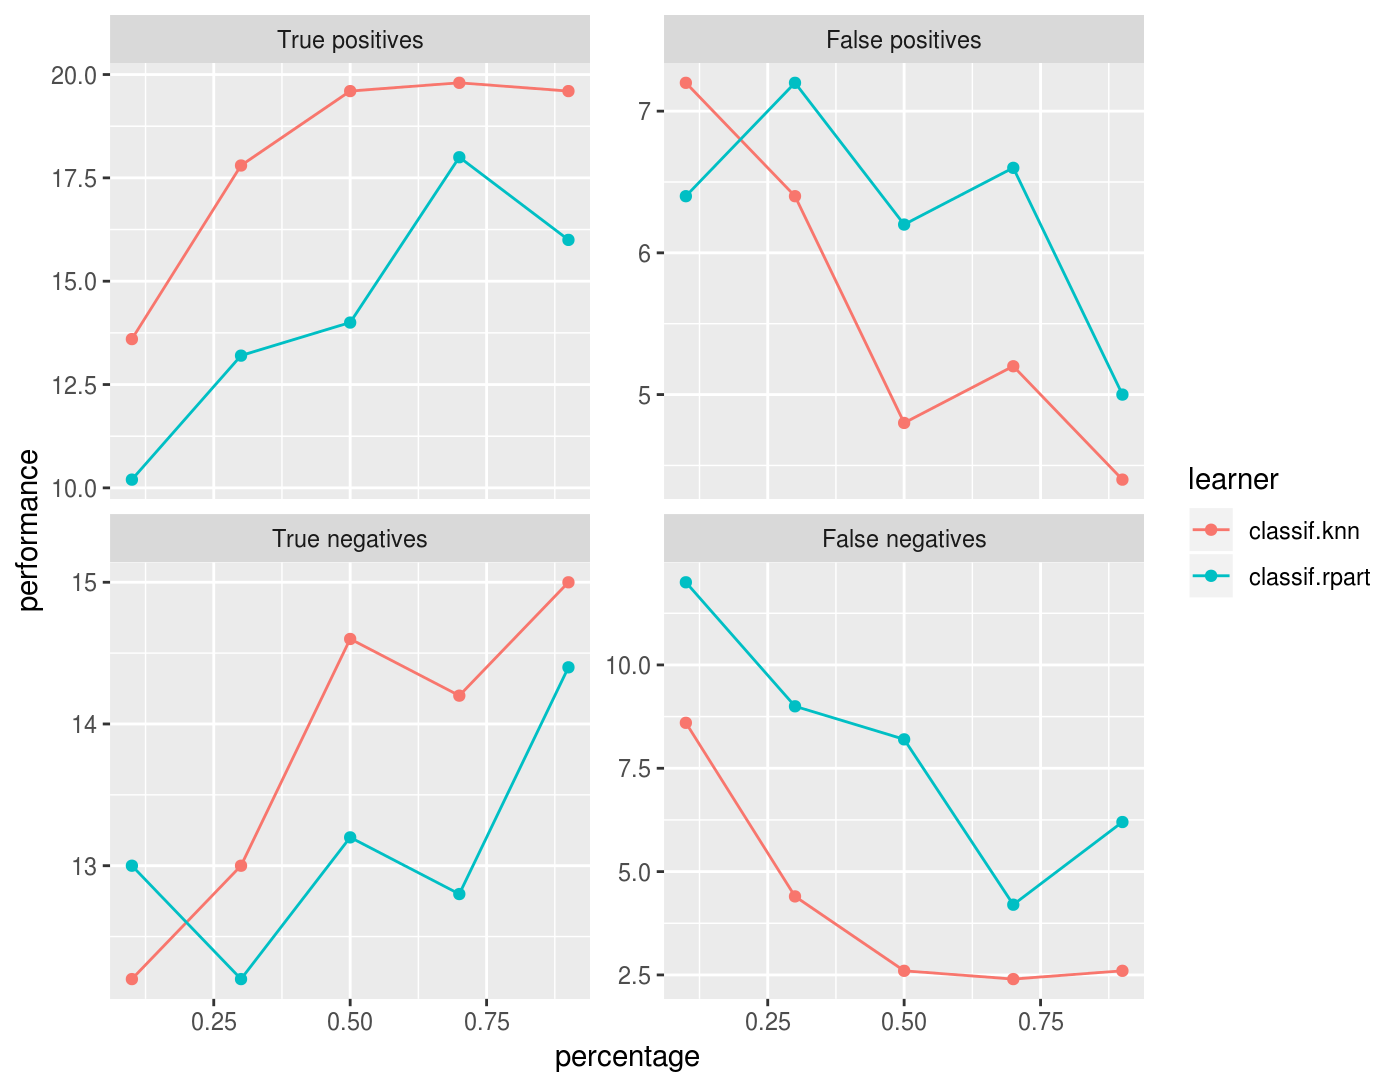 True positives
False positives
20.0
17.5
15.0
12.5
10.0
7
6
5
True negatives
False negatives
15
14
13
10.0
7.5
5.0
2.5
0.25 0.50 0.75
0.25 0.50 0.75
percentage
performance
learner
classif.knn
classif.rpart